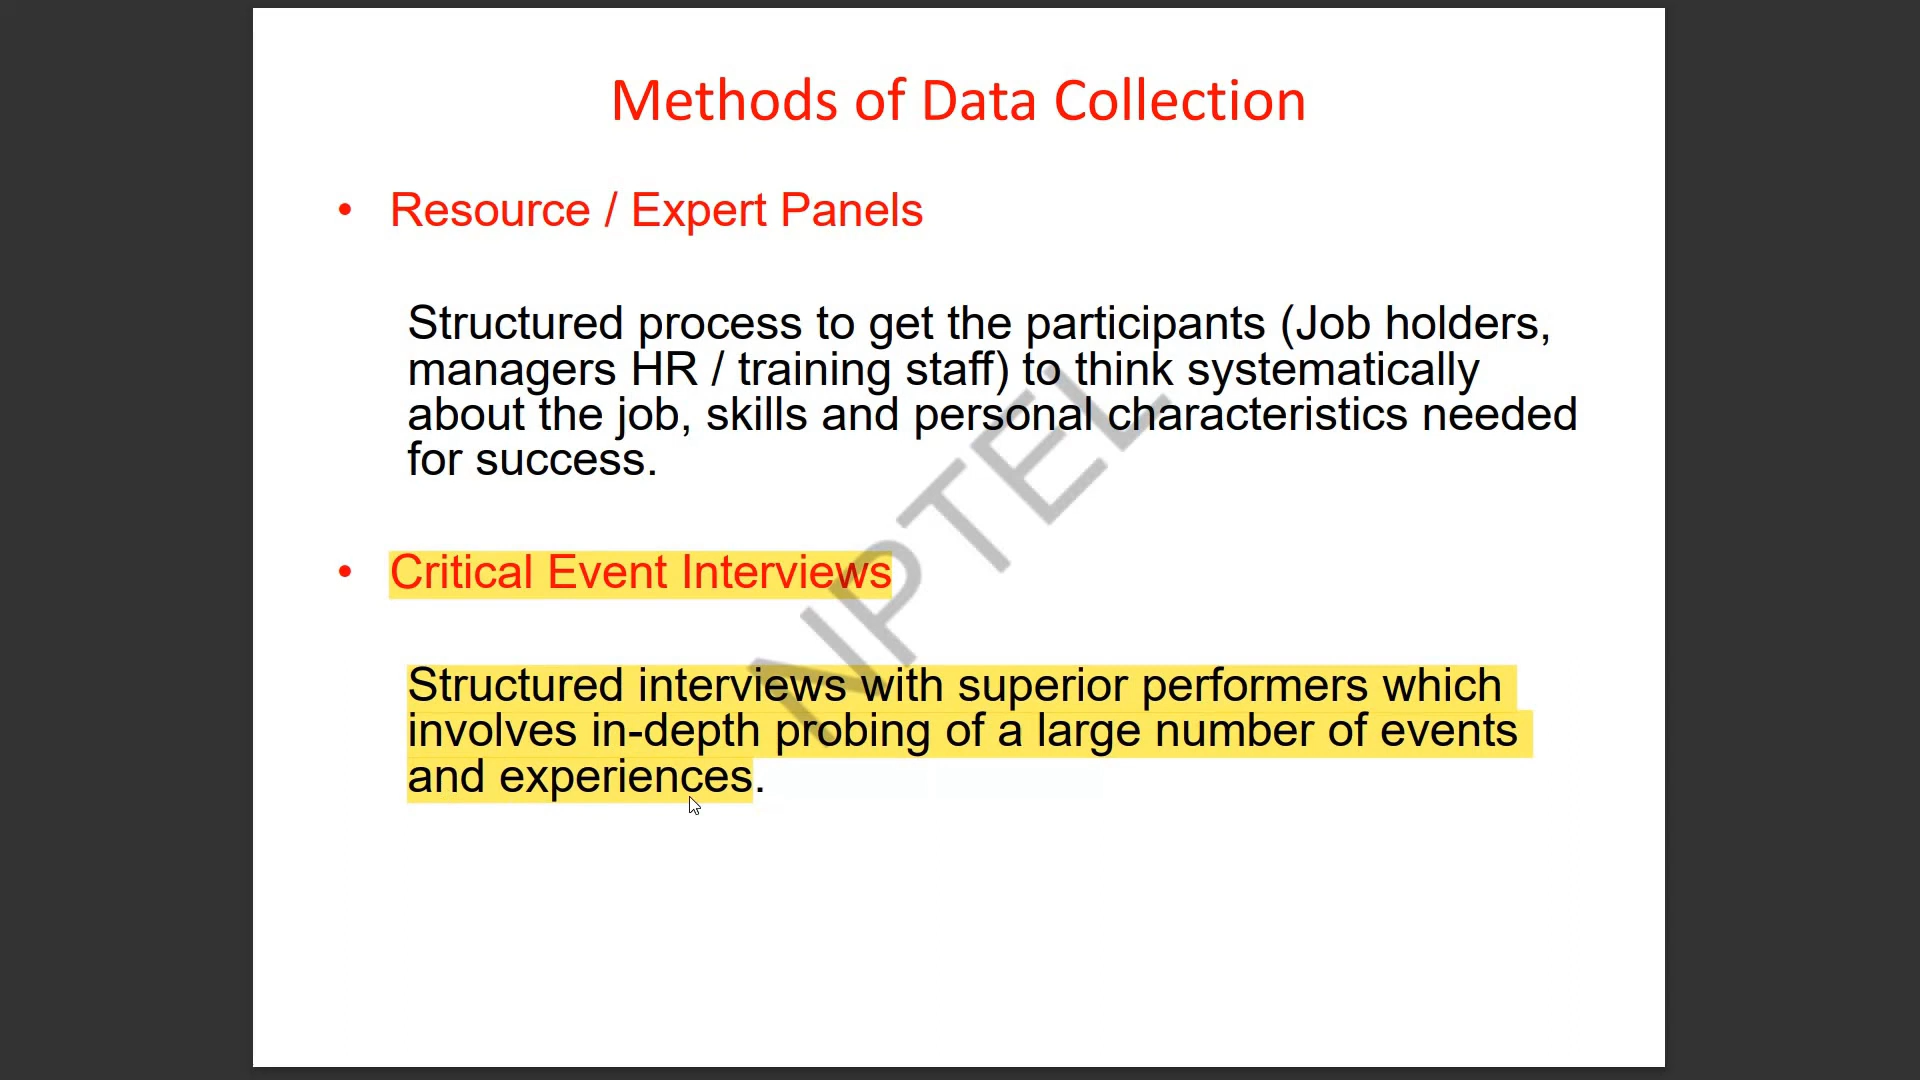 Methods of Data Collection
• Resource / Expert Panels
Structured process to get the participants (Job holders,
managers HR / training staff) to think systematically
about the job, skills and personal characteristics needed
for success.
• Critical Event Interviews
Structured interviews with superior performers which
involves in-depth probing of a large number of events
and experiences.
NPTEL